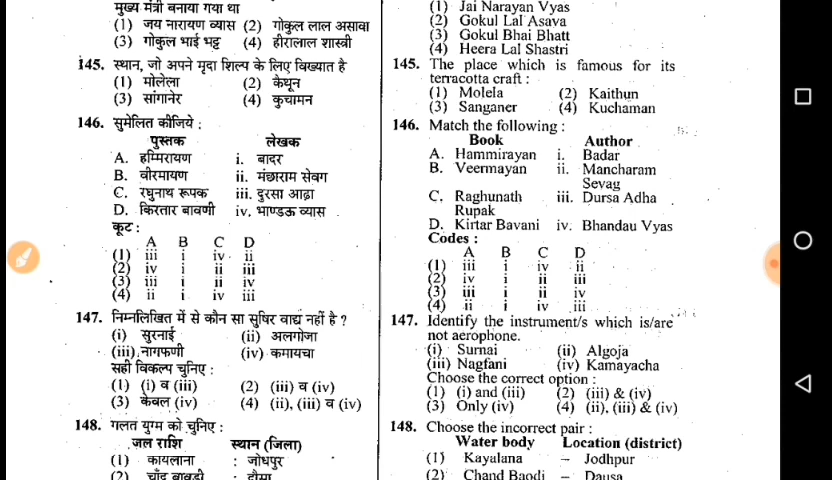 मुख्य मंत्री बनाया गया था
(1) जय नारायण व्यास (2) गोकुल लाल असावा
(3) गोकुल भाई भट्ट (4) हीरालाल शास्त्री
145. स्थान, जो अपने मृदा शिल्प के लिए विख्यात है
(1) मोलेला (2) केथून
(3) सांगानेर (4) कुचामन
146. सुमेलित कीजिये :
पुस्तक लेखक
A. हम्मिरायण i. बादर
B. वीरमायण ii. मंछाराम सेवग
C. रघुनाथ रूपक iii. दुरसा आढ़ा
D. किरतार बावणी iv. भाण्डऊ व्यास
कूट :
A B C D
(1) iii i iv ii
(2) iv i ii iii
(3) iii i ii iv
(4) ii i iv iii
147. निम्नलिखित में से कौन सा सुषिर वाद्य नहीं है ?
(i) सुरनाई (ii) अलगोजा
(iii) नागफणी (iv) कमायचा
सही विकल्प चुनिए :
(1) (i) व (iii) (2) (iii) व (iv)
(3) केवल (iv) (4) (ii), (iii) व (iv)
148. गलत युग्म को चुनिए :
जल राशि स्थान (जिला)
(1) कायलाना : जोधपुर
(2) चाँद बावड़ी : दौसा
(1) Jai Narayan Vyas
(2) Gokul Lal Asava
(3) Gokul Bhai Bhatt
(4) Heera Lal Shastri
145. The place which is famous for its
terracotta craft :
(1) Molela (2) Kaithun
(3) Sanganer (4) Kuchaman
146. Match the following :
Book Author
A. Hammirayan i. Badar
B. Veermayan ii. Mancharam
Sevag
C. Raghunath iii. Dursa Adha
Rupak
D. Kirtar Bavani iv. Bhandau Vyas
Codes :
A B C D
(1) iii i iv ii
(2) iv i ii iii
(3) iii i ii iv
(4) ii i iv iii
147. Identify the instrument/s which is/are
not aerophone.
(i) Surnai (ii) Algoja
(iii) Nagfani (iv) Kamayacha
Choose the correct option :
(1) (i) and (iii) (2) (iii) & (iv)
(3) Only (iv) (4) (ii), (iii) & (iv)
148. Choose the incorrect pair :
Water body Location (district)
(1) Kayalana – Jodhpur
(2) Chand Baodi – Dausa